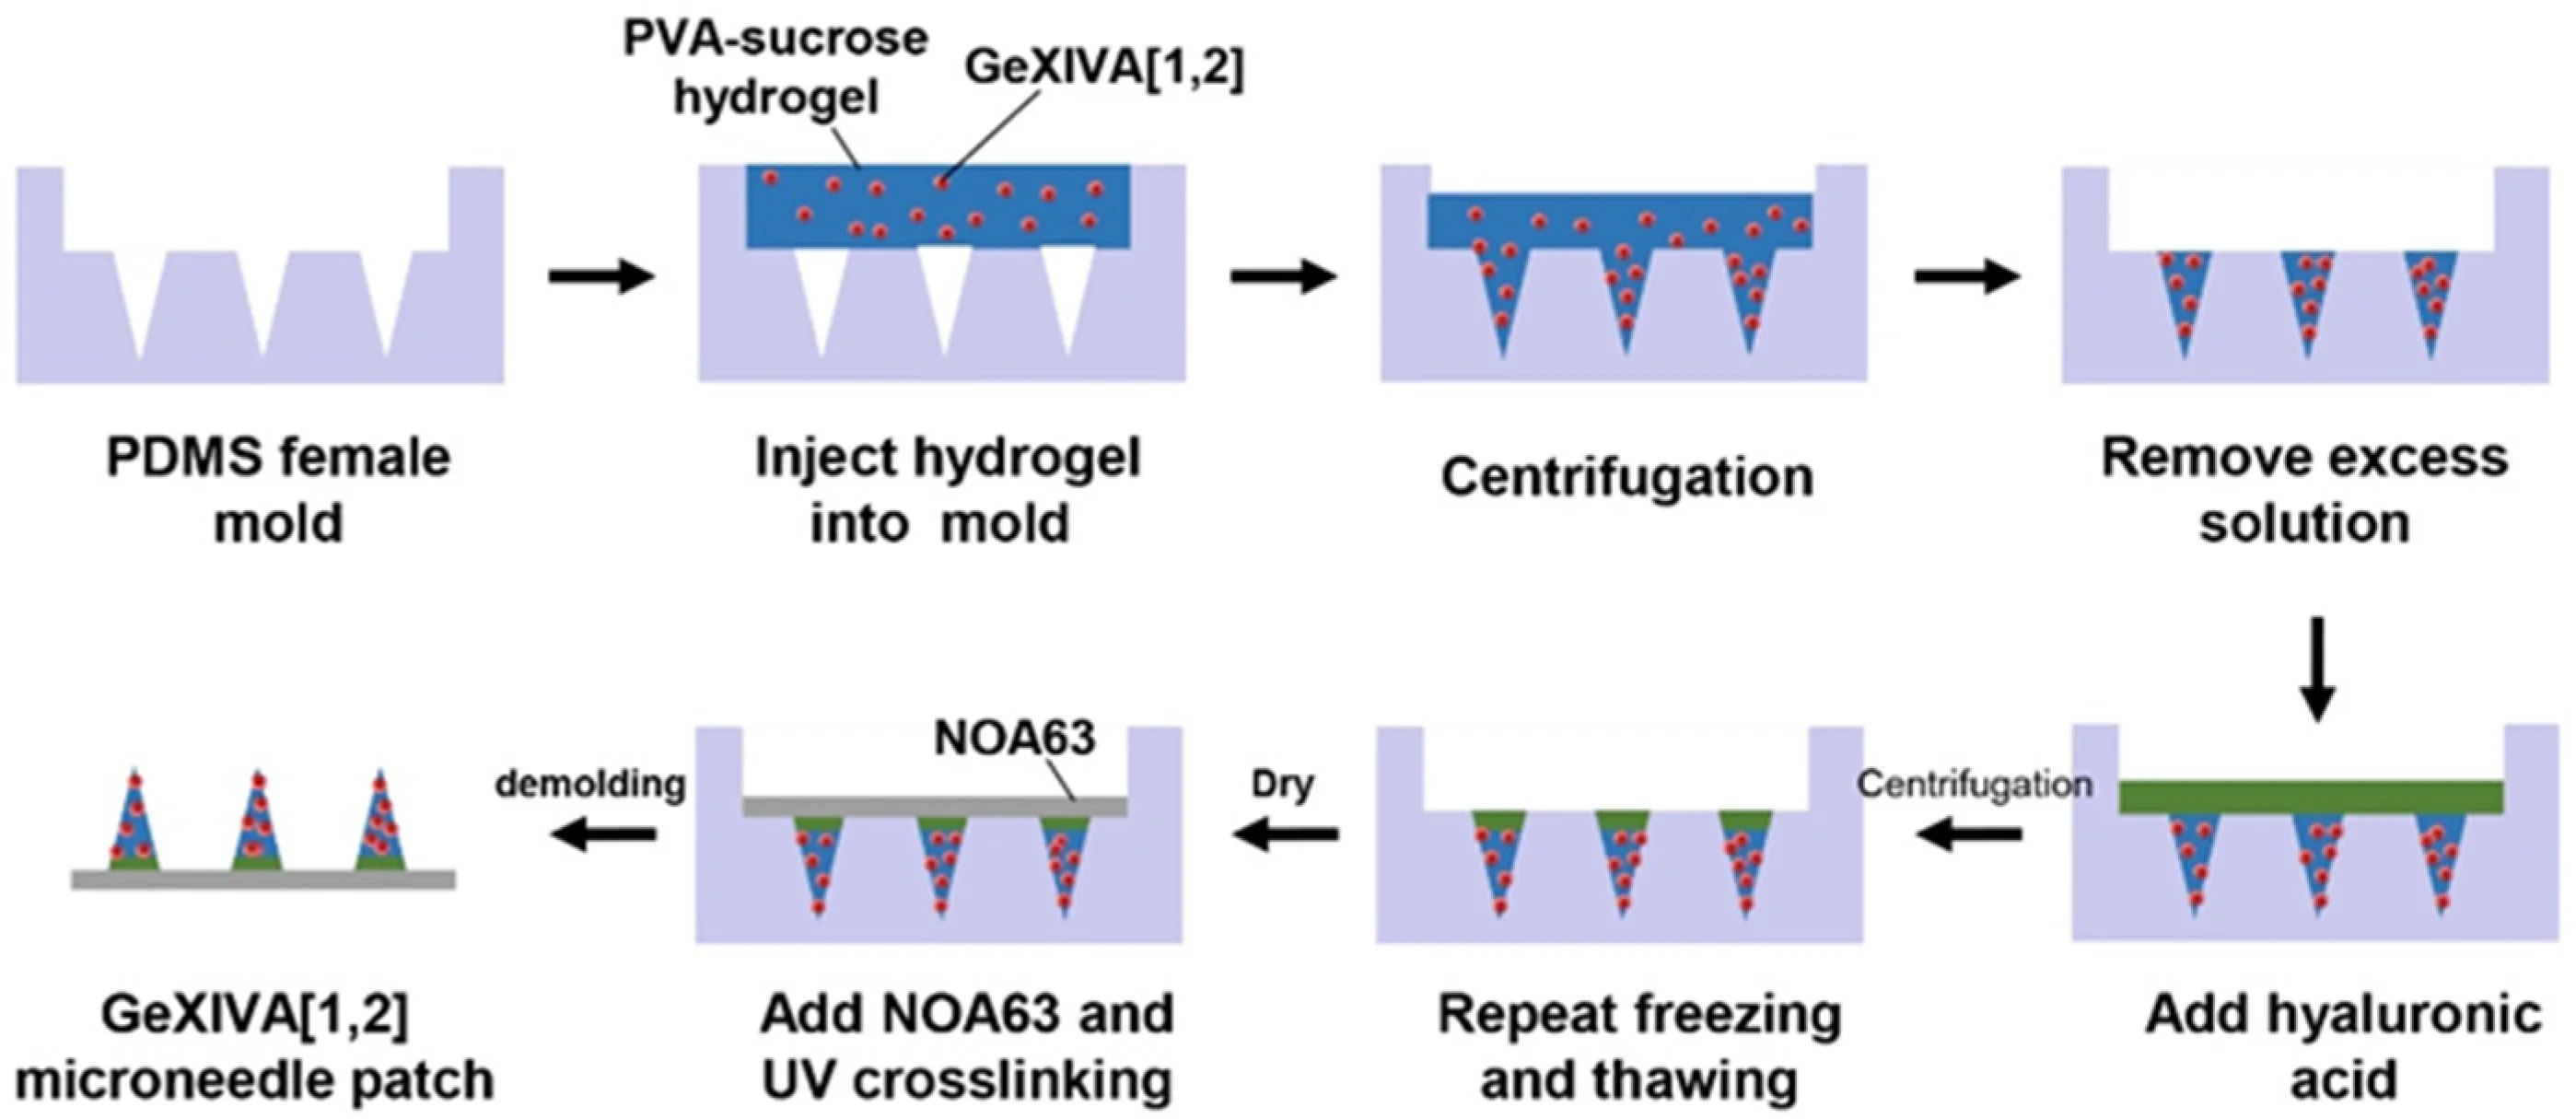 PVA-sucrose
hydrogel
GeXIVA[1,2]
PDMS female
mold
Inject hydrogel
into mold
Centrifugation
Remove excess
solution
NOA63
demolding
Dry
Centrifugation
GeXIVA[1,2]
microneedle patch
Add NOA63 and
UV crosslinking
Repeat freezing
and thawing
Add hyaluronic
acid